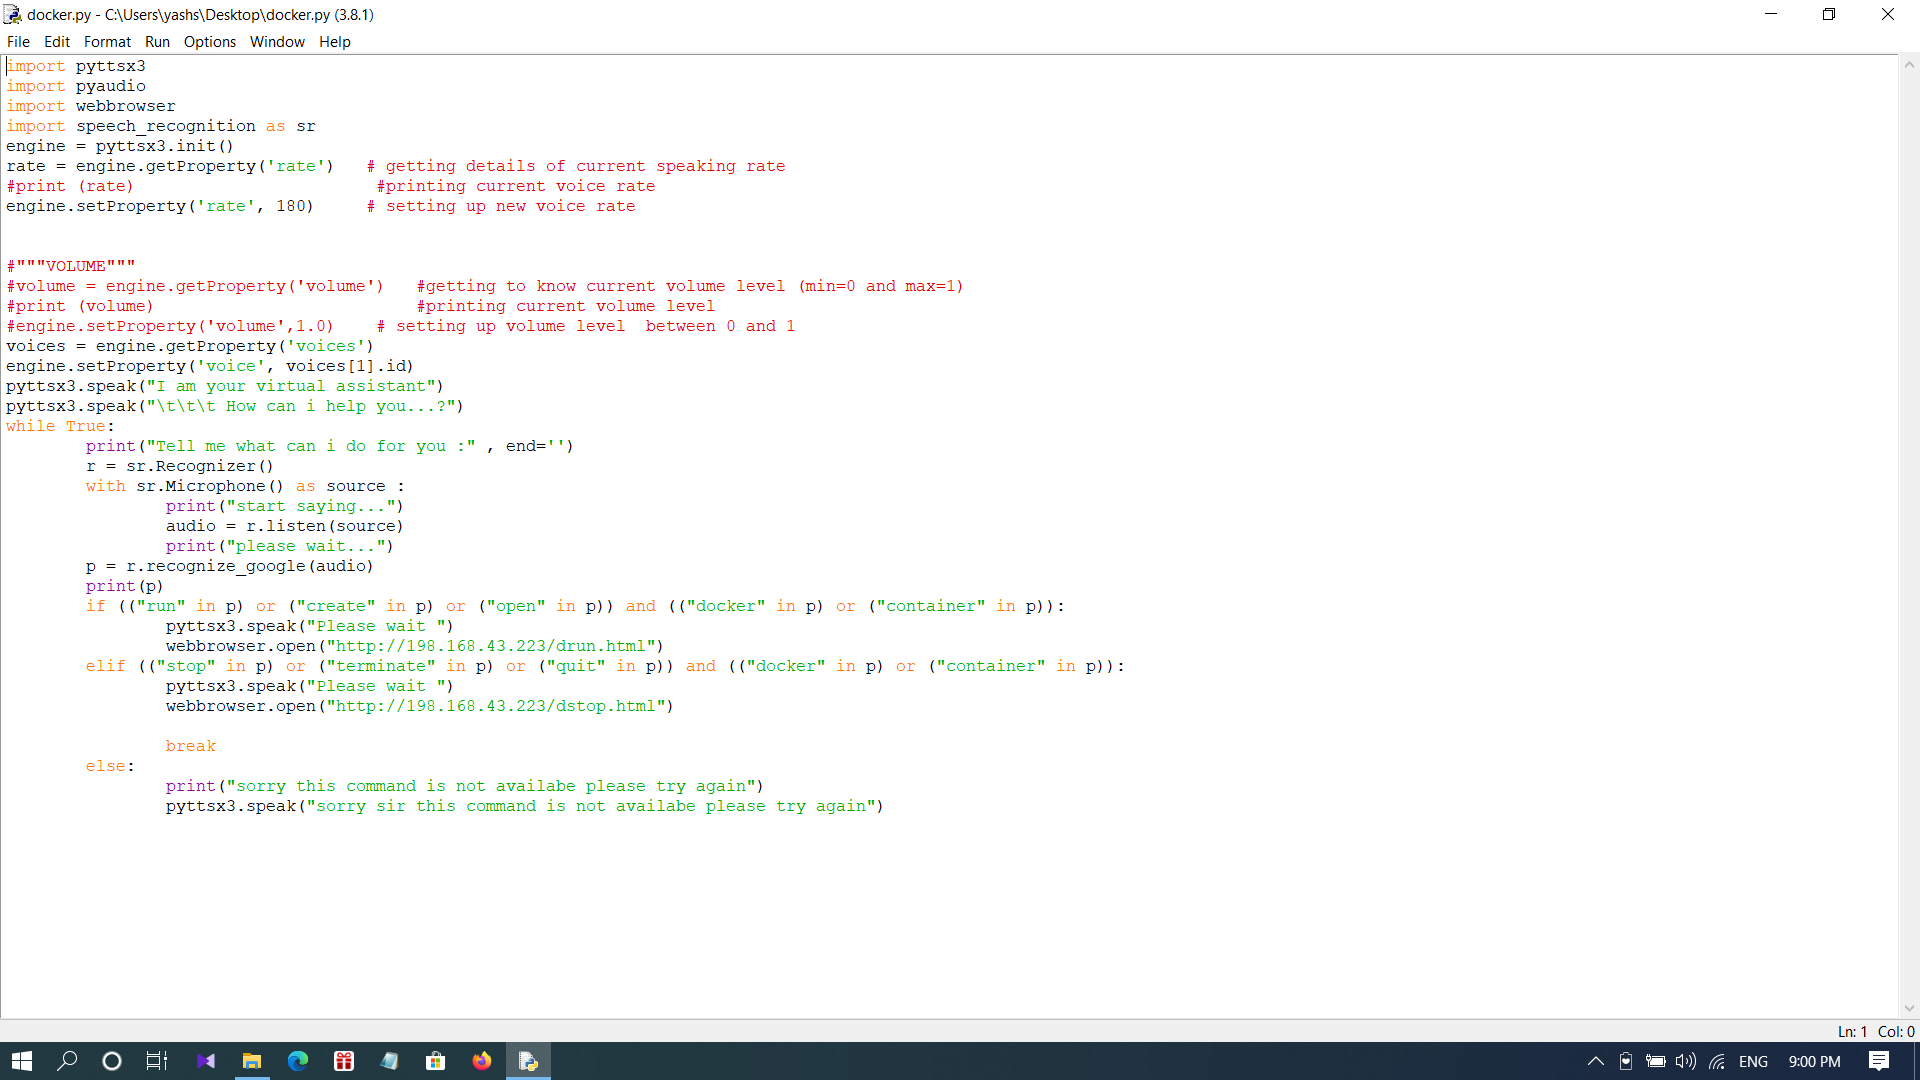 docker.py - C:\Users\yashs\Desktop\docker.py (3.8.1)
File Edit Format Run Options Window Help
import pyttsx3
import pyaudio
import webbrowser
import speech_recognition as sr
engine = pyttsx3.init()
rate = engine.getProperty('rate')   # getting details of current speaking rate
#print (rate)                        #printing current voice rate
engine.setProperty('rate', 180)     # setting up new voice rate
#"""VOLUME"""
#volume = engine.getProperty('volume')   #getting to know current volume level (min=0 and max=1)
#print (volume)                          #printing current volume level
#engine.setProperty('volume',1.0)    # setting up volume level  between 0 and 1
voices = engine.getProperty('voices')
engine.setProperty('voice', voices[1].id)
pyttsx3.speak("I am your virtual assistant")
pyttsx3.speak("\t\t\t How can i help you...?")
while True:
        print("Tell me what can i do for you :" , end='')
        r = sr.Recognizer()
        with sr.Microphone() as source :
                print("start saying...")
                audio = r.listen(source)
                print("please wait...")
        p = r.recognize_google(audio)
        print(p)
        if (("run" in p) or ("create" in p) or ("open" in p)) and (("docker" in p) or ("container" in p)):
                pyttsx3.speak("Please wait ")
                webbrowser.open("http://198.168.43.223/drun.html")
        elif (("stop" in p) or ("terminate" in p) or ("quit" in p)) and (("docker" in p) or ("container" in p)):
                pyttsx3.speak("Please wait ")
                webbrowser.open("http://198.168.43.223/dstop.html")
                break
        else:
                print("sorry this command is not availabe please try again")
                pyttsx3.speak("sorry sir this command is not availabe please try again")
Ln: 1 Col: 0
ENG 9:00 PM